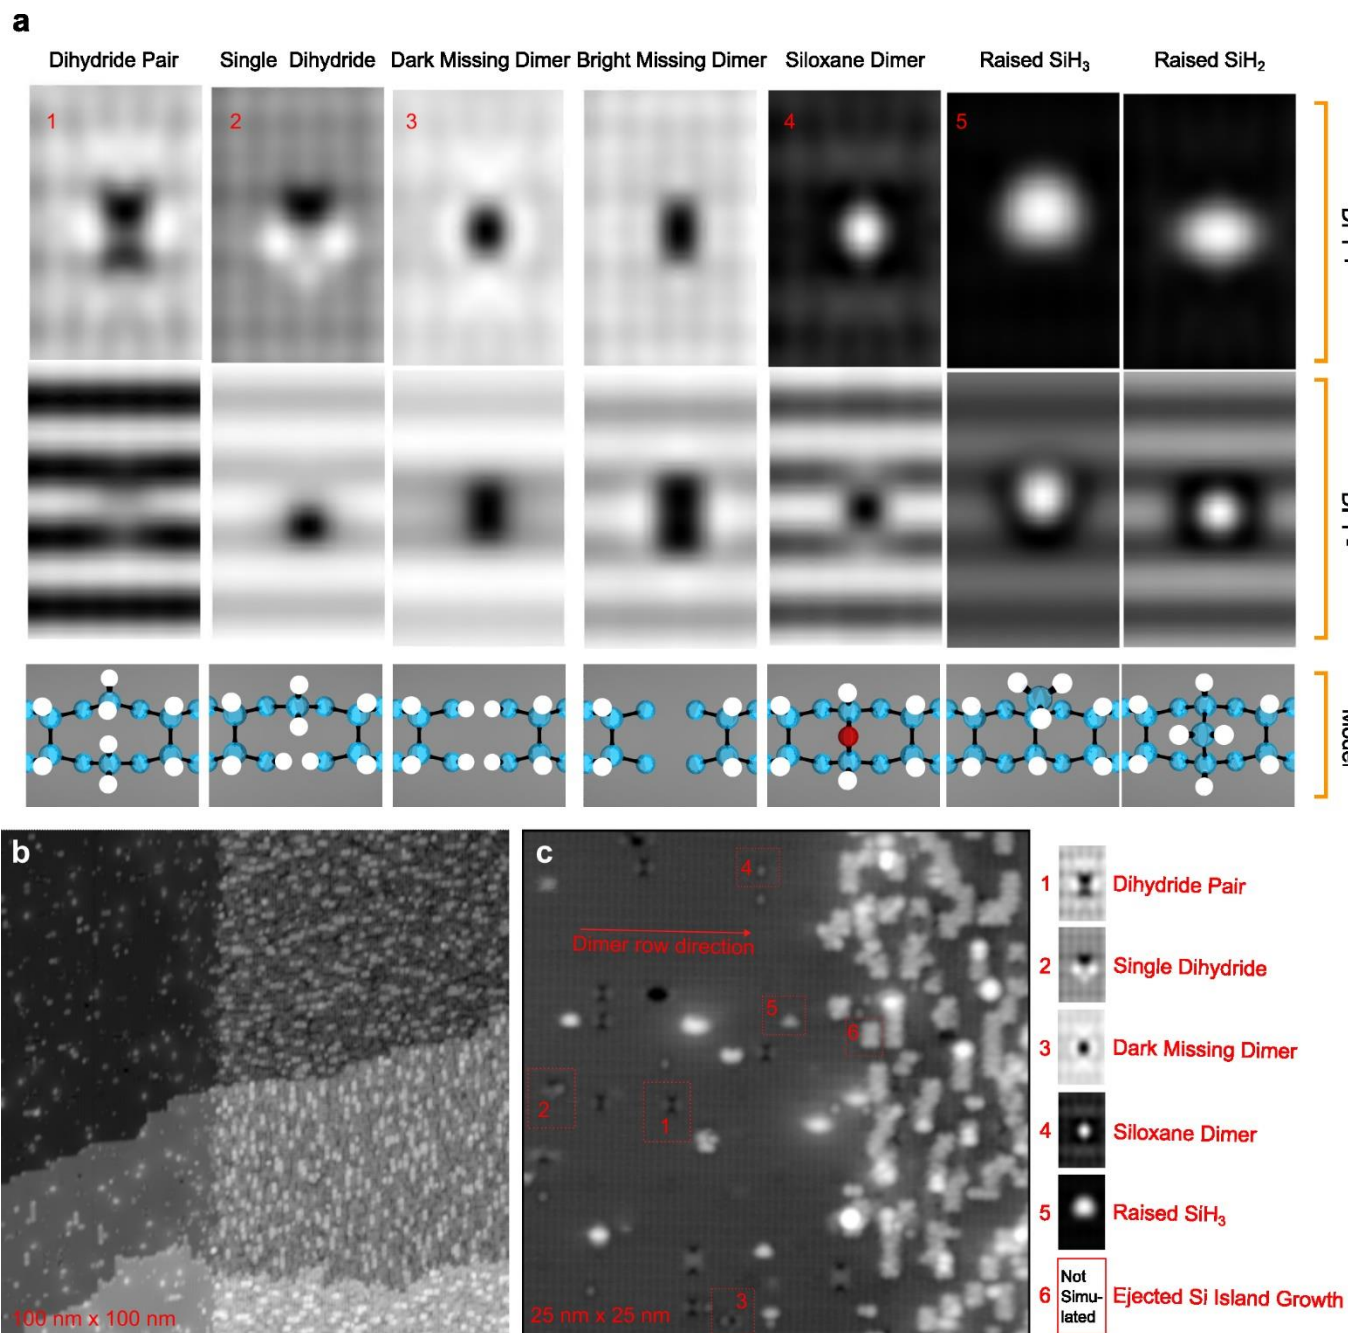 a
Dihydride Pair
Single Dihydride
Dark Missing Dimer
Bright Missing Dimer
Siloxane Dimer
Raised SiH₃
Raised SiH₂
1
2
3
4
5
b
100 nm x 100 nm
c
4
Dimer row direction
5
6
2
1
3
25 nm x 25 nm
1 Dihydride Pair
2 Single Dihydride
3 Dark Missing Dimer
4 Siloxane Dimer
5 Raised SiH₃
Not
Simu-
lated
6 Ejected Si Island Growth